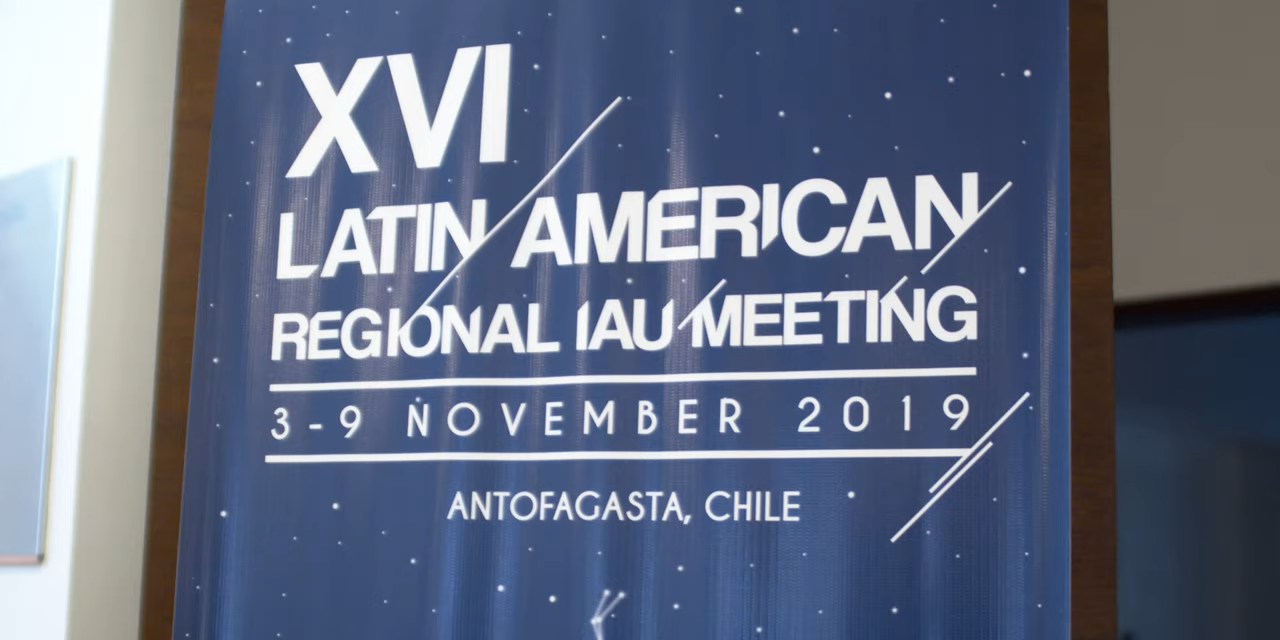 XVI
LATIN AMERICAN
REGIONAL IAU MEETING
3-9 NOVEMBER 2019
ANTOFAGASTA, CHILE